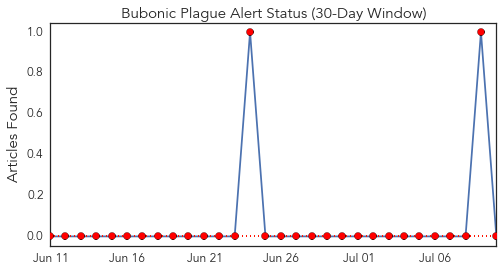 Bubonic Plague Alert Status (30-Day Window)
Articles Found
1.0
0.8
0.6
0.4
0.2
0.0
Jun 11 Jun 16 Jun 21 Jun 26 Jul 01 Jul 06